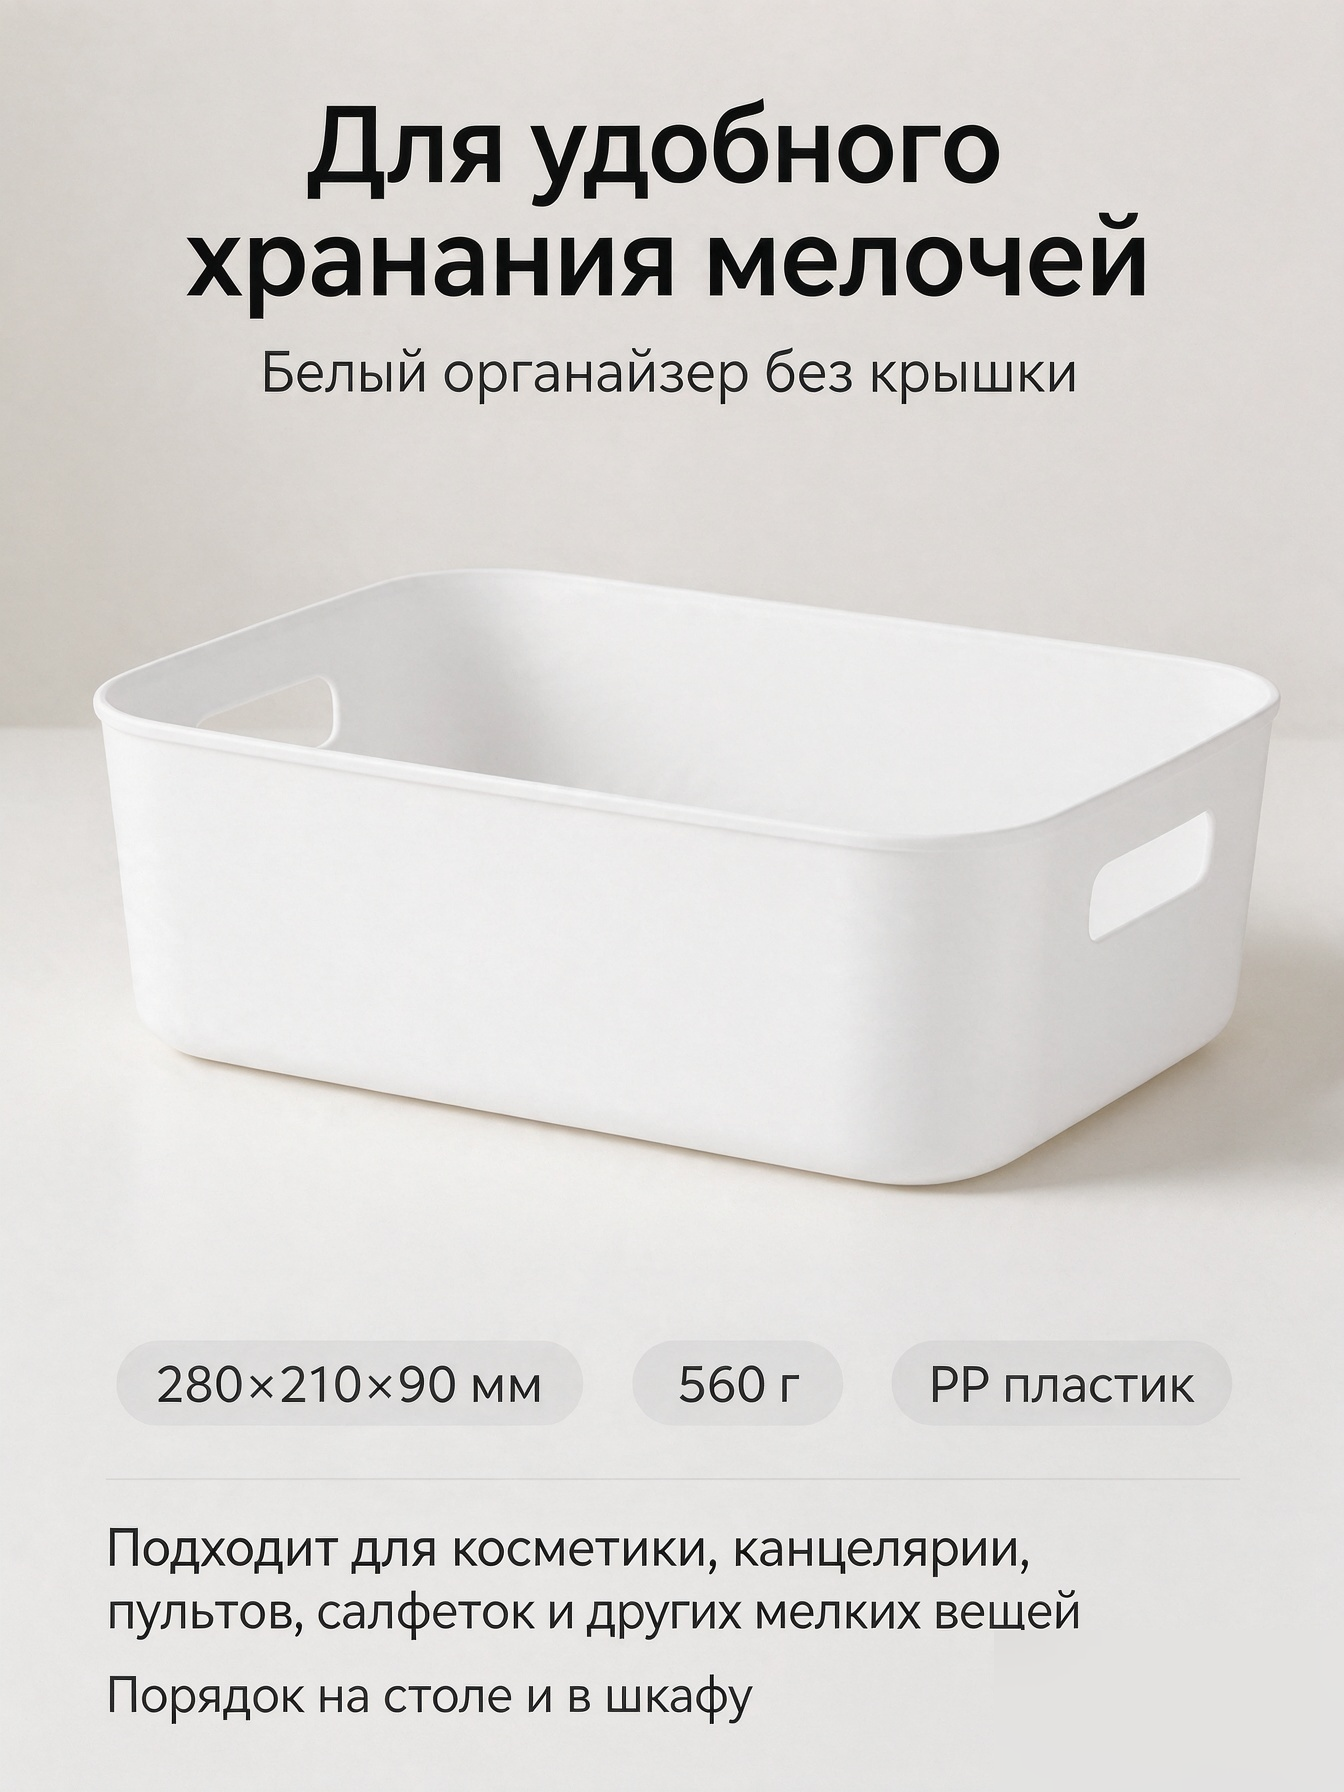 Для удобного
хранания мелочей
Белый органайзер без крышки
280×210×90 мм
560 г
PP пластик
Подходит для косметики, канцелярии,
пультов, салфеток и других мелких вещей
Порядок на столе и в шкафу